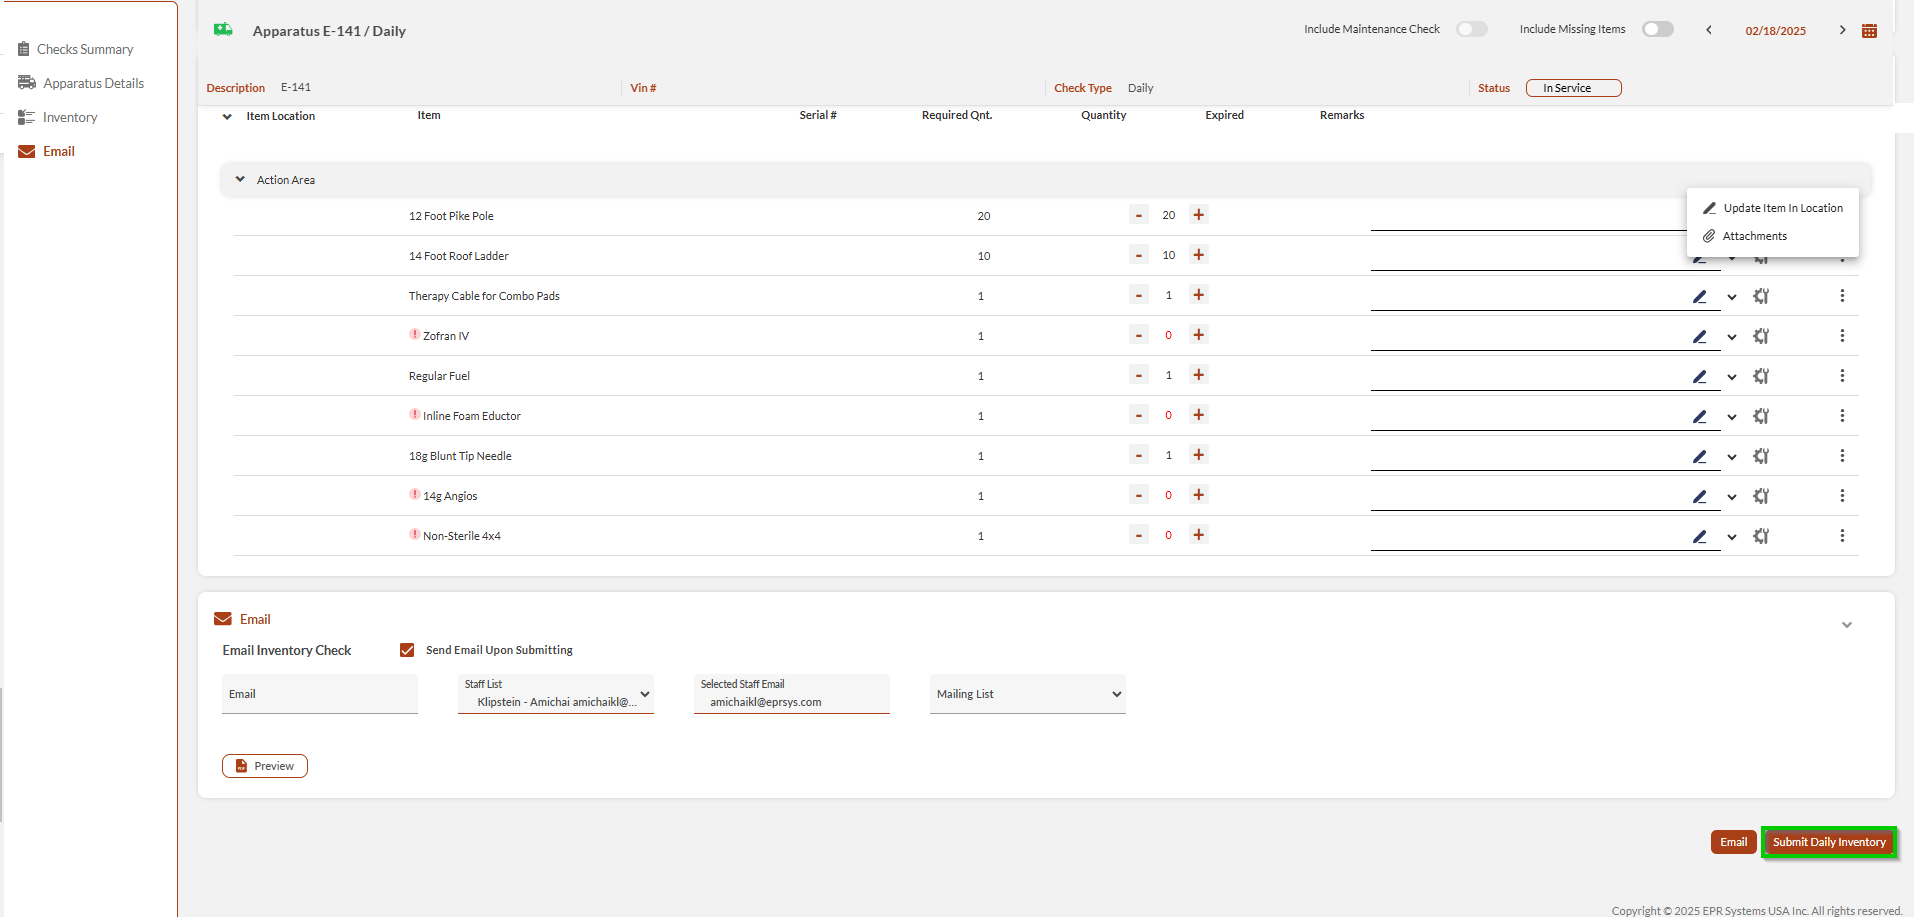 Checks Summary
Apparatus Details
Inventory
Email
Apparatus E-141 / Daily
Include Maintenance Check
Include Missing Items
02/18/2025
Description E-141
Vin #
Check Type Daily
Status In Service
Item Location Item Serial # Required Qnt. Quantity Expired Remarks
Action Area
Update Item In Location
Attachments
12 Foot Pike Pole 20 - 20 +
14 Foot Roof Ladder 10 - 10 +
Therapy Cable for Combo Pads 1 - 1 +
! Zofran IV 1 - 0 +
Regular Fuel 1 - 1 +
! Inline Foam Eductor 1 - 0 +
18g Blunt Tip Needle 1 - 1 +
! 14g Angios 1 - 0 +
! Non-Sterile 4x4 1 - 0 +
Email
Email Inventory Check Send Email Upon Submitting
Email
Staff List
Klipstein - Amichai amichaikl@...
Selected Staff Email
amichaikl@eprsys.com
Mailing List
PDF Preview
Email Submit Daily Inventory
Copyright © 2025 EPR Systems USA Inc. All rights reserved.